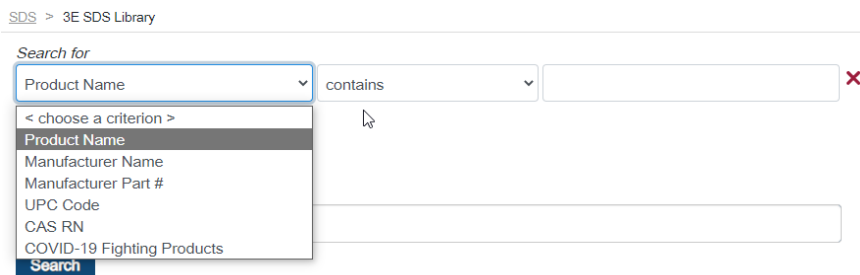 SDS > 3E SDS Library
Search for
Product Name contains
< choose a criterion >
Product Name
Manufacturer Name
Manufacturer Part #
UPC Code
CAS RN
COVID-19 Fighting Products
Search